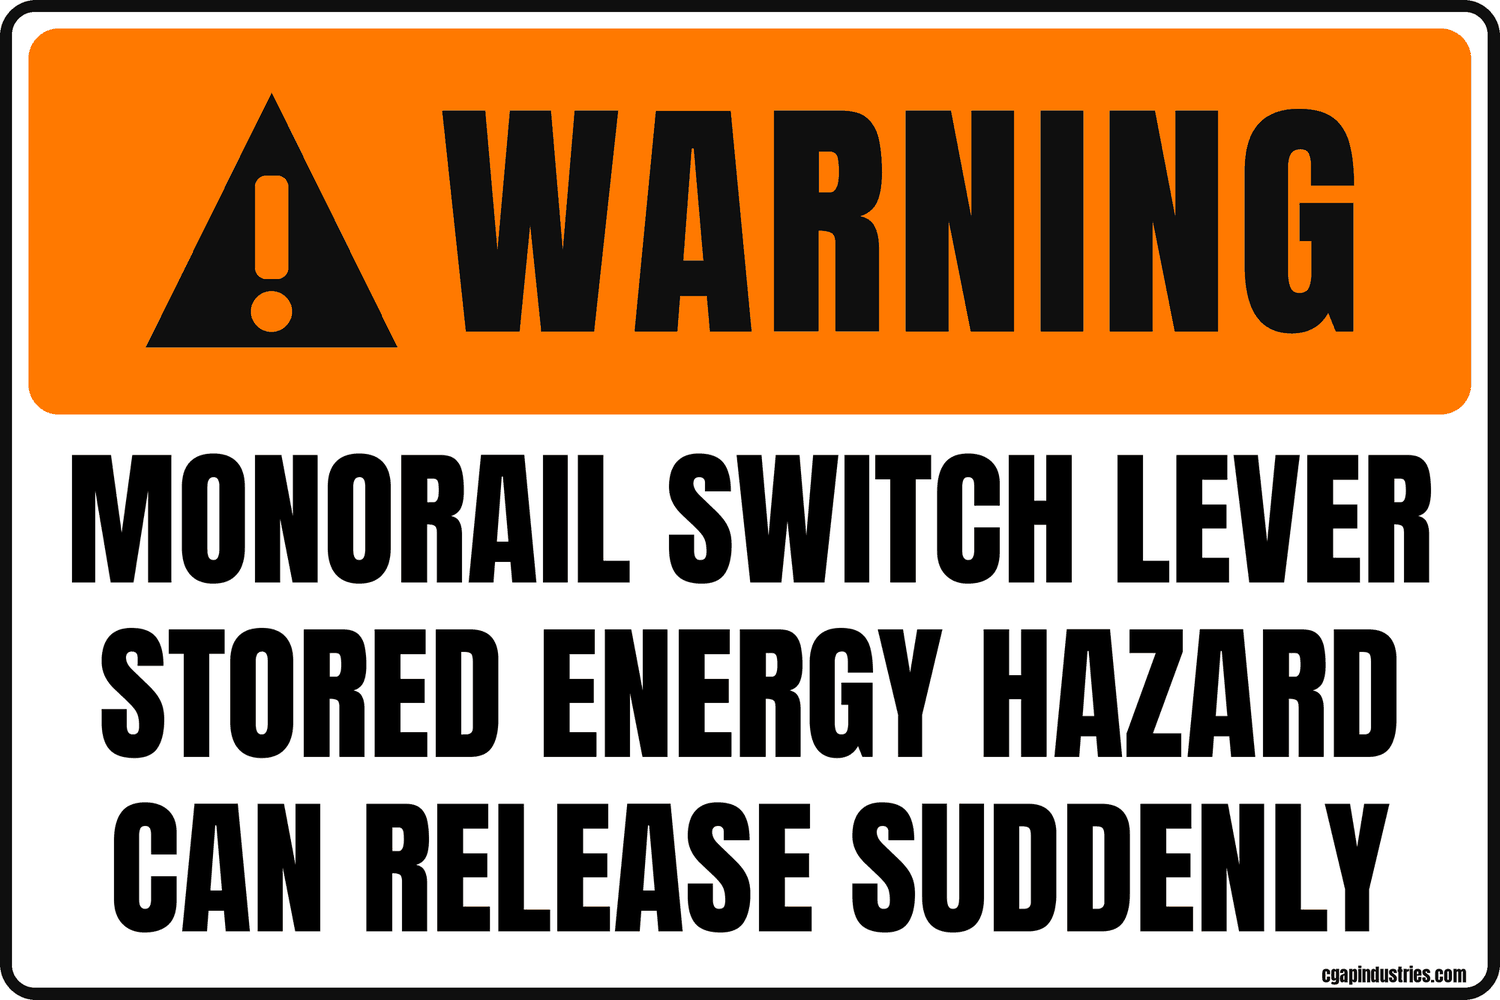 WARNING
MONORAIL SWITCH LEVER
STORED ENERGY HAZARD
CAN RELEASE SUDDENLY
cgapindustries.com